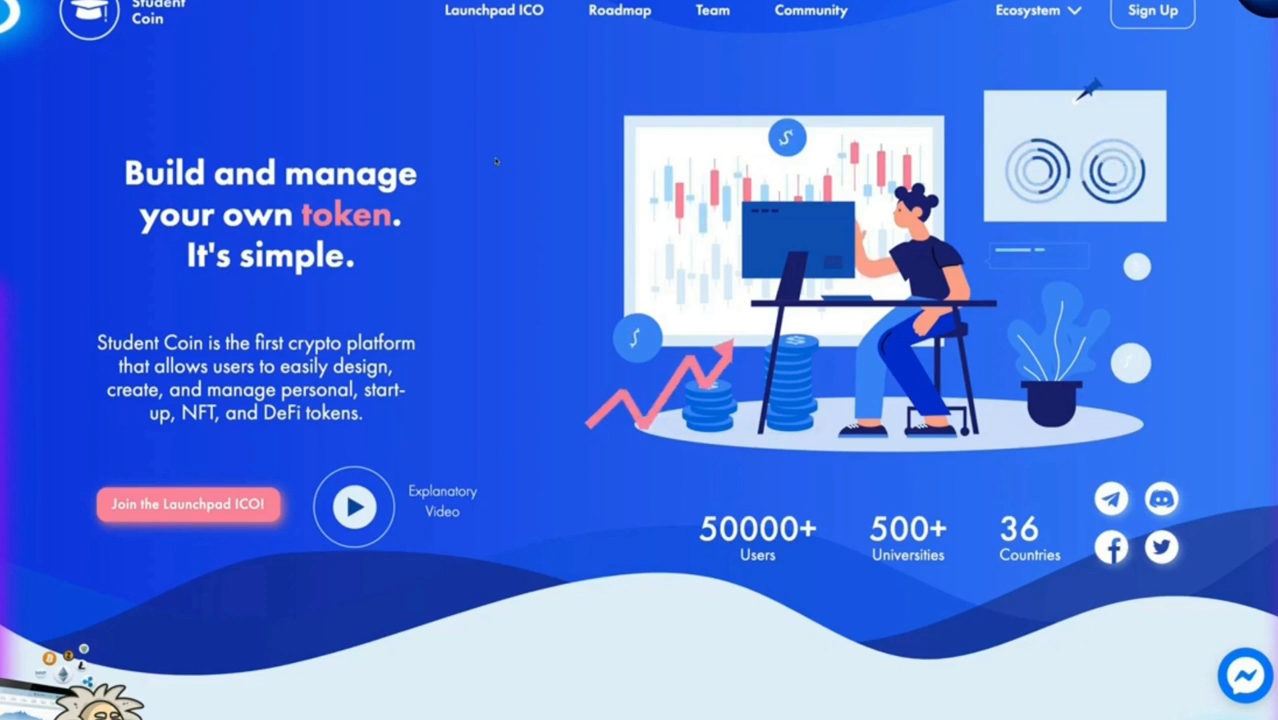 Student
Coin
Launchpad ICO
Roadmap
Team
Community
Ecosystem
Sign Up
Build and manage
your own token.
It's simple.
Student Coin is the first crypto platform
that allows users to easily design,
create, and manage personal, start-
up, NFT, and DeFi tokens.
Join the Launchpad ICO!
Explanatory
Video
50000+
Users
500+
Universities
36
Countries